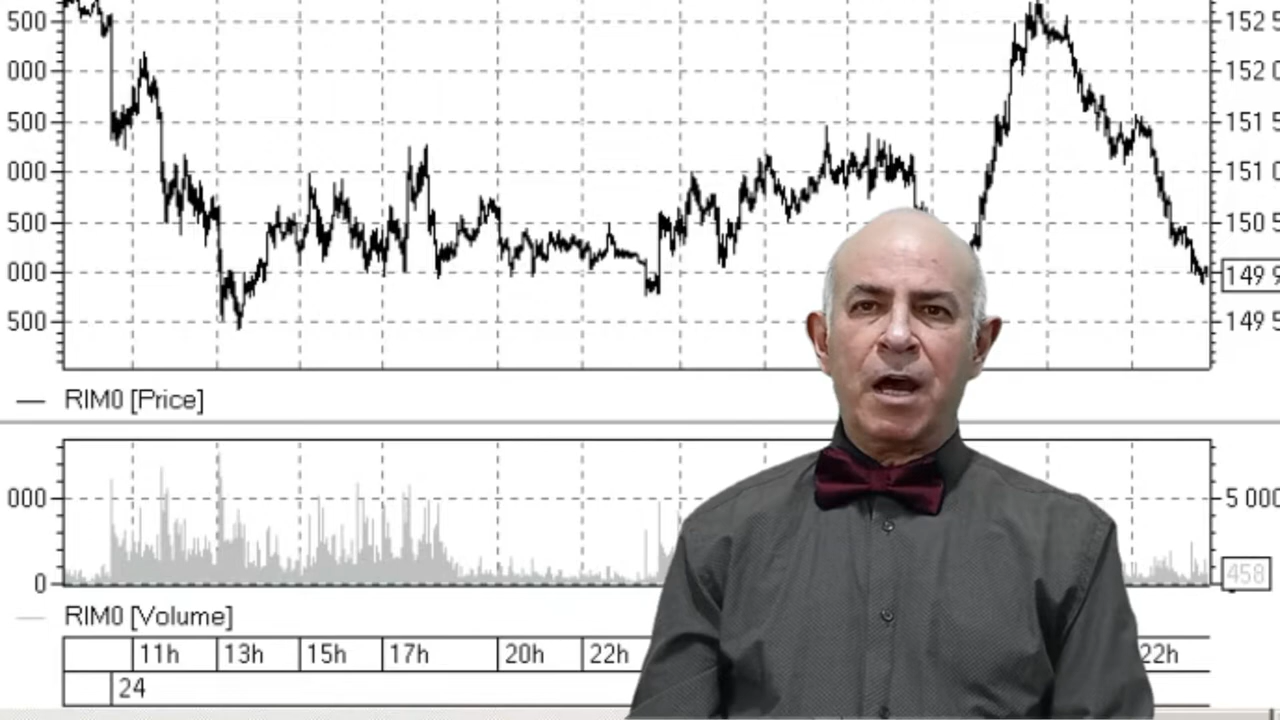 500 152 5
000 152 0
500 151 5
000 151 0
500 150 5
000 149 9
500 149 5
RIM0 [Price]
000 5 000
0 458
RIM0 [Volume]
11h 13h 15h 17h 20h 22h 22h
24